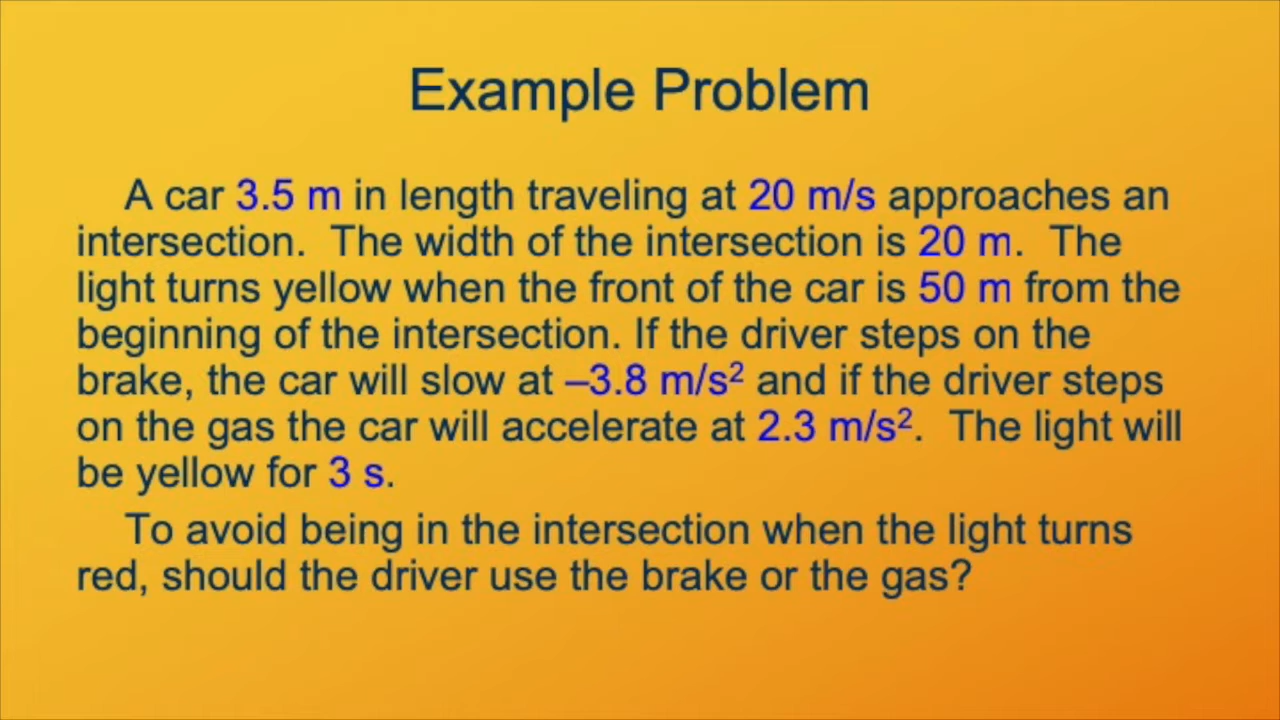 Example Problem
A car 3.5 m in length traveling at 20 m/s approaches an
intersection.  The width of the intersection is 20 m.  The
light turns yellow when the front of the car is 50 m from the
beginning of the intersection. If the driver steps on the
brake, the car will slow at –3.8 m/s² and if the driver steps
on the gas the car will accelerate at 2.3 m/s².  The light will
be yellow for 3 s.
To avoid being in the intersection when the light turns
red, should the driver use the brake or the gas?